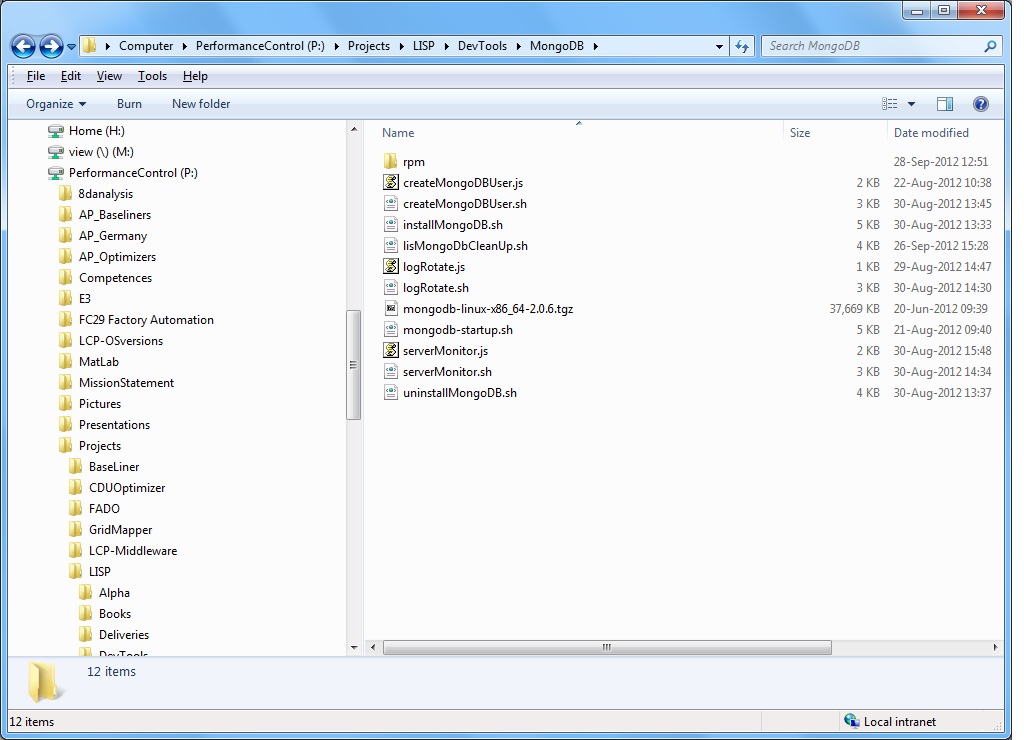 Computer PerformanceControl (P:) Projects LISP DevTools MongoDB
Search MongoDB
File Edit View Tools Help
Organize Burn New folder
Home (H:)
view (\) (M:)
PerformanceControl (P:)
8danalysis
AP_Baseliners
AP_Germany
AP_Optimizers
Competences
E3
FC29 Factory Automation
LCP-OSversions
MatLab
MissionStatement
Pictures
Presentations
Projects
BaseLiner
CDUOptimizer
FADO
GridMapper
LCP-Middleware
LISP
Alpha
Books
Deliveries
DevTools
Name Size Date modified
rpm 28-Sep-2012 12:51
createMongoDBUser.js 2 KB 22-Aug-2012 10:38
createMongoDBUser.sh 3 KB 30-Aug-2012 13:45
installMongoDB.sh 5 KB 30-Aug-2012 13:33
lisMongoDbCleanUp.sh 4 KB 26-Sep-2012 15:28
logRotate.js 1 KB 29-Aug-2012 14:47
logRotate.sh 3 KB 30-Aug-2012 14:30
mongodb-linux-x86_64-2.0.6.tgz 37,669 KB 20-Jun-2012 09:39
mongodb-startup.sh 5 KB 21-Aug-2012 09:40
serverMonitor.js 2 KB 30-Aug-2012 15:48
serverMonitor.sh 3 KB 30-Aug-2012 14:34
uninstallMongoDB.sh 4 KB 30-Aug-2012 13:37
12 items
12 items
Local intranet